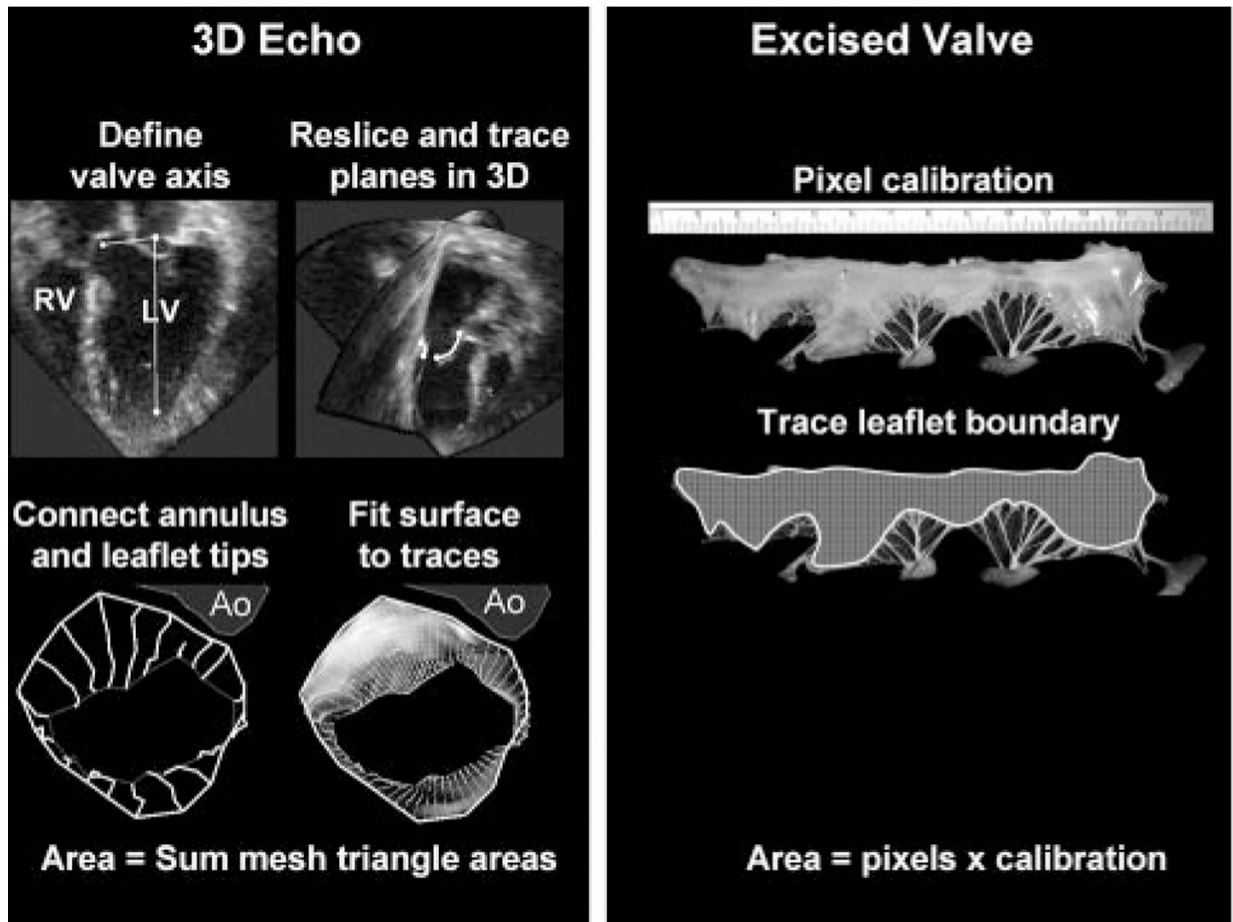 3D Echo
Define
valve axis
Reslice and trace
planes in 3D
RV
LV
Connect annulus
and leaflet tips
Fit surface
to traces
Ao
Ao
Area = Sum mesh triangle areas
Excised Valve
Pixel calibration
Trace leaflet boundary
Area = pixels x calibration